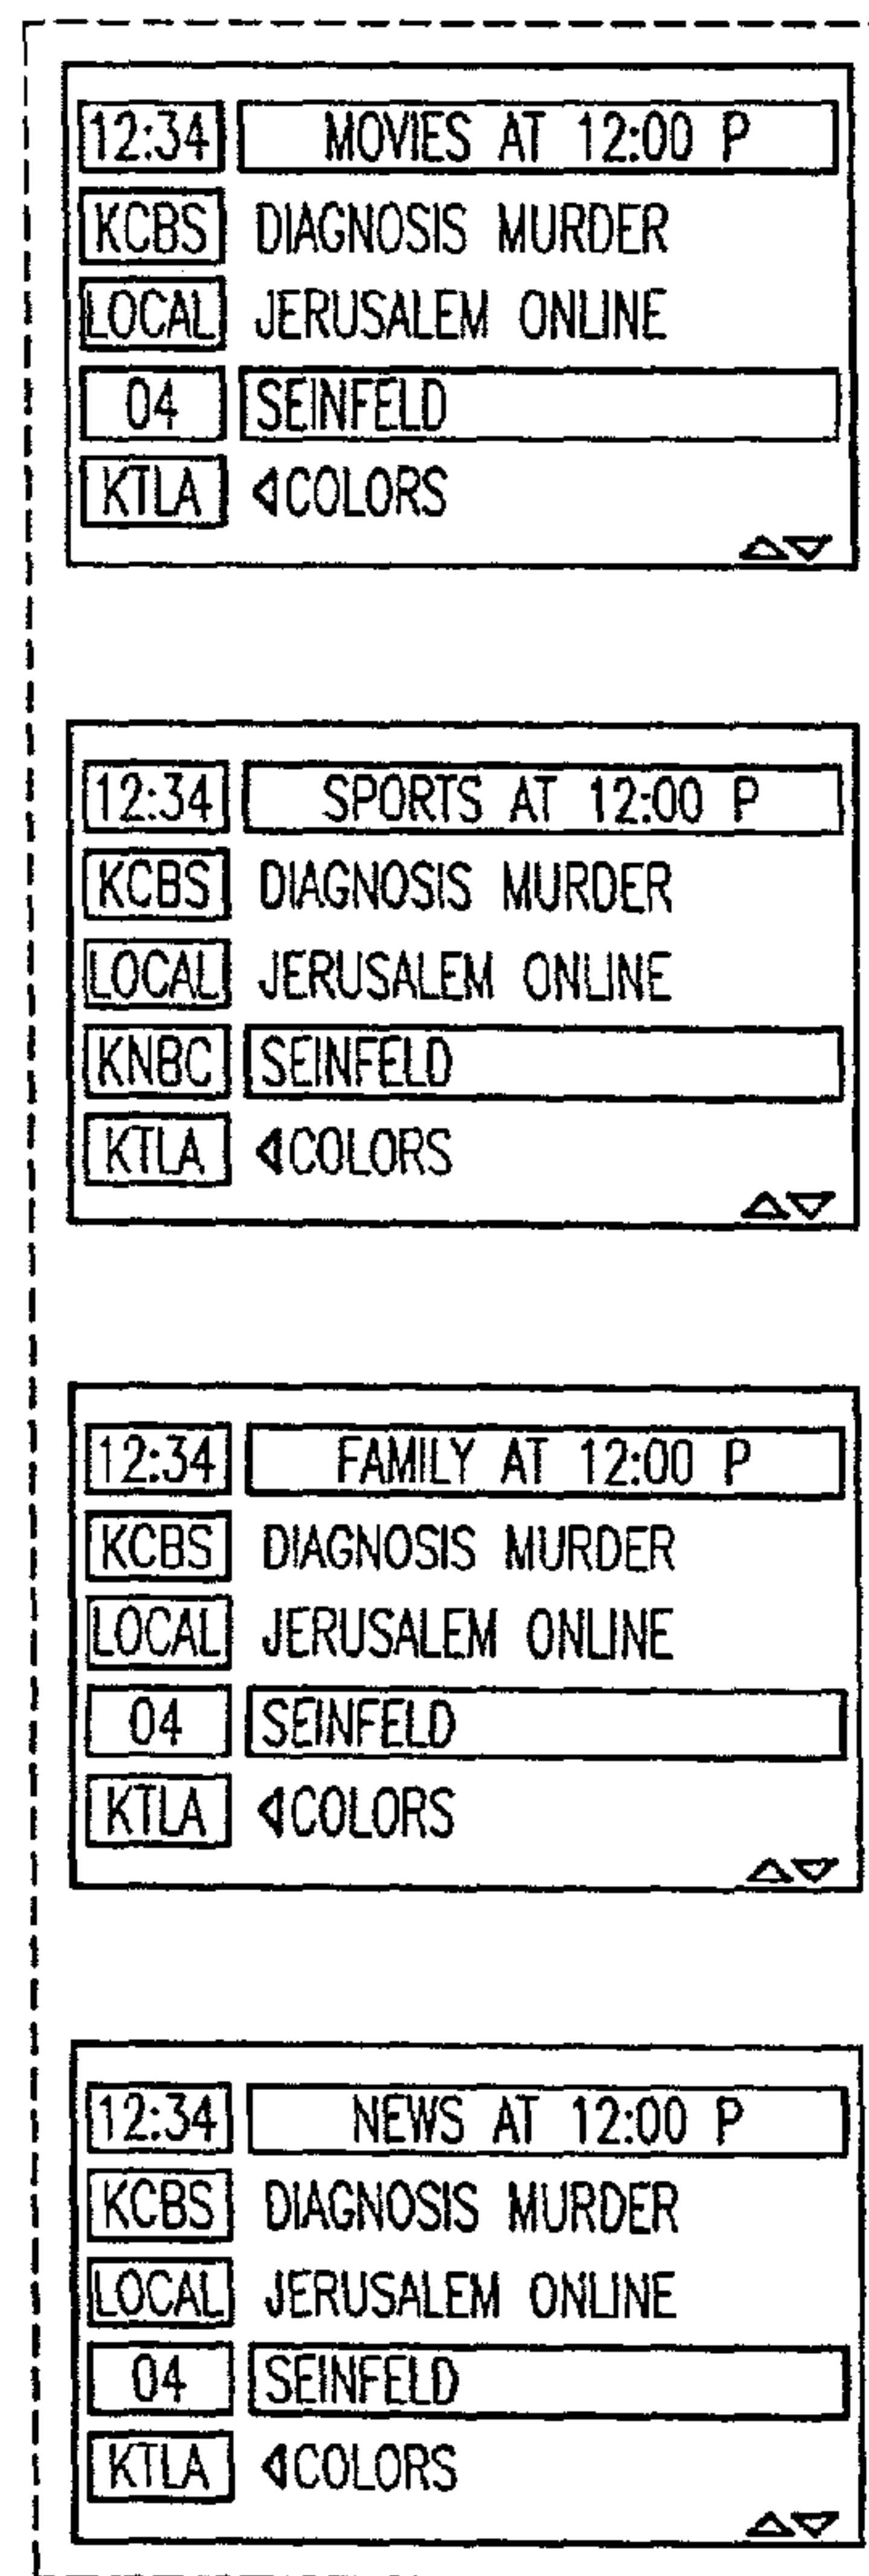 12:34 MOVIES AT 12:00 P
KCBS DIAGNOSIS MURDER
LOCAL JERUSALEM ONLINE
04 SEINFELD
KTLA ◁COLORS
△▽
12:34 SPORTS AT 12:00 P
KCBS DIAGNOSIS MURDER
LOCAL JERUSALEM ONLINE
KNBC SEINFELD
KTLA ◁COLORS
△▽
12:34 FAMILY AT 12:00 P
KCBS DIAGNOSIS MURDER
LOCAL JERUSALEM ONLINE
04 SEINFELD
KTLA ◁COLORS
△▽
12:34 NEWS AT 12:00 P
KCBS DIAGNOSIS MURDER
LOCAL JERUSALEM ONLINE
04 SEINFELD
KTLA ◁COLORS
△▽